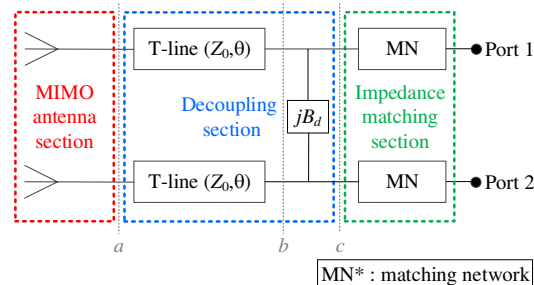 T-line (Z0,θ)
MN
Port 1
MIMO
antenna
section
Decoupling
section
jBd
Impedance
matching
section
T-line (Z0,θ)
MN
Port 2
a
b
c
MN* : matching network